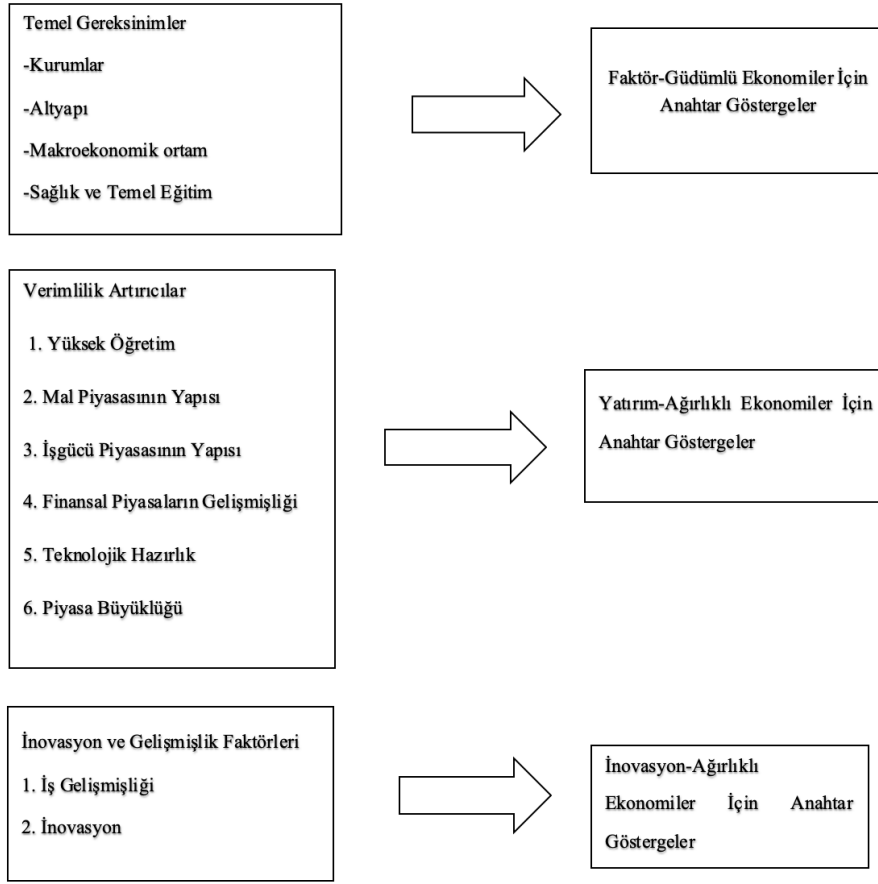 Temel Gereksinimler
-Kurumlar
-Altyapı
-Makroekonomik ortam
-Sağlık ve Temel Eğitim
Faktör-Güdümlü Ekonomiler İçin
Anahtar Göstergeler
Verimlilik Artırıcılar
1. Yüksek Öğretim
2. Mal Piyasasının Yapısı
3. İşgücü Piyasasının Yapısı
4. Finansal Piyasaların Gelişmişliği
5. Teknolojik Hazırlık
6. Piyasa Büyüklüğü
Yatırım-Ağırlıklı Ekonomiler İçin
Anahtar Göstergeler
İnovasyon ve Gelişmişlik Faktörleri
1. İş Gelişmişliği
2. İnovasyon
İnovasyon-Ağırlıklı
Ekonomiler İçin Anahtar
Göstergeler